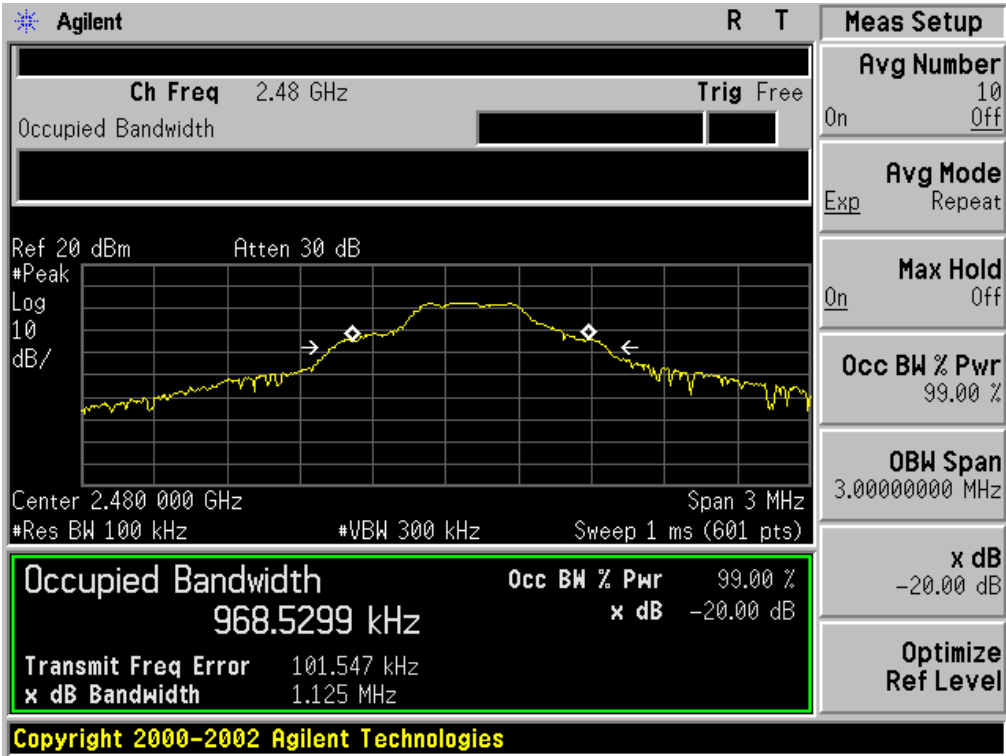 Agilent R T
Ch Freq 2.48 GHz Trig Free
Occupied Bandwidth
Ref 20 dBm Atten 30 dB
#Peak
Log
10
dB/
Center 2.480 000 GHz Span 3 MHz
#Res BW 100 kHz #VBW 300 kHz Sweep 1 ms (601 pts)
Occupied Bandwidth Occ BW % Pwr 99.00 %
968.5299 kHz x dB -20.00 dB
Transmit Freq Error 101.547 kHz
x dB Bandwidth 1.125 MHz
Copyright 2000-2002 Agilent Technologies
Meas Setup
Avg Number
10
On Off
Avg Mode
Exp Repeat
Max Hold
On Off
Occ BW % Pwr
99.00 %
OBW Span
3.00000000 MHz
x dB
-20.00 dB
Optimize
Ref Level